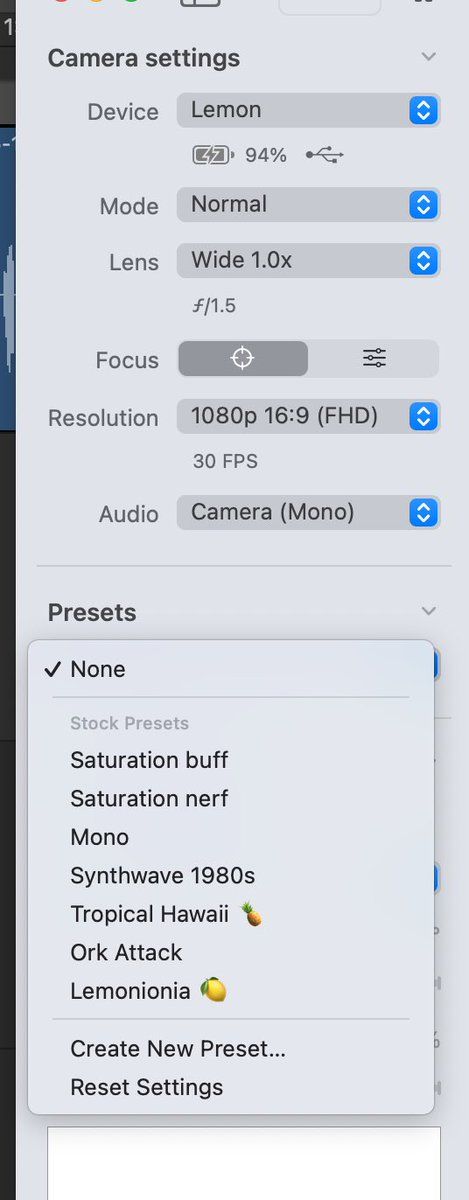 Camera settings
Device Lemon
94%
Mode Normal
Lens Wide 1.0x
ƒ/1.5
Focus
Resolution 1080p 16:9 (FHD)
30 FPS
Audio Camera (Mono)
Presets
✓ None
Stock Presets
Saturation buff
Saturation nerf
Mono
Synthwave 1980s
Tropical Hawaii 🍍
Ork Attack
Lemonionia 🍋
Create New Preset...
Reset Settings